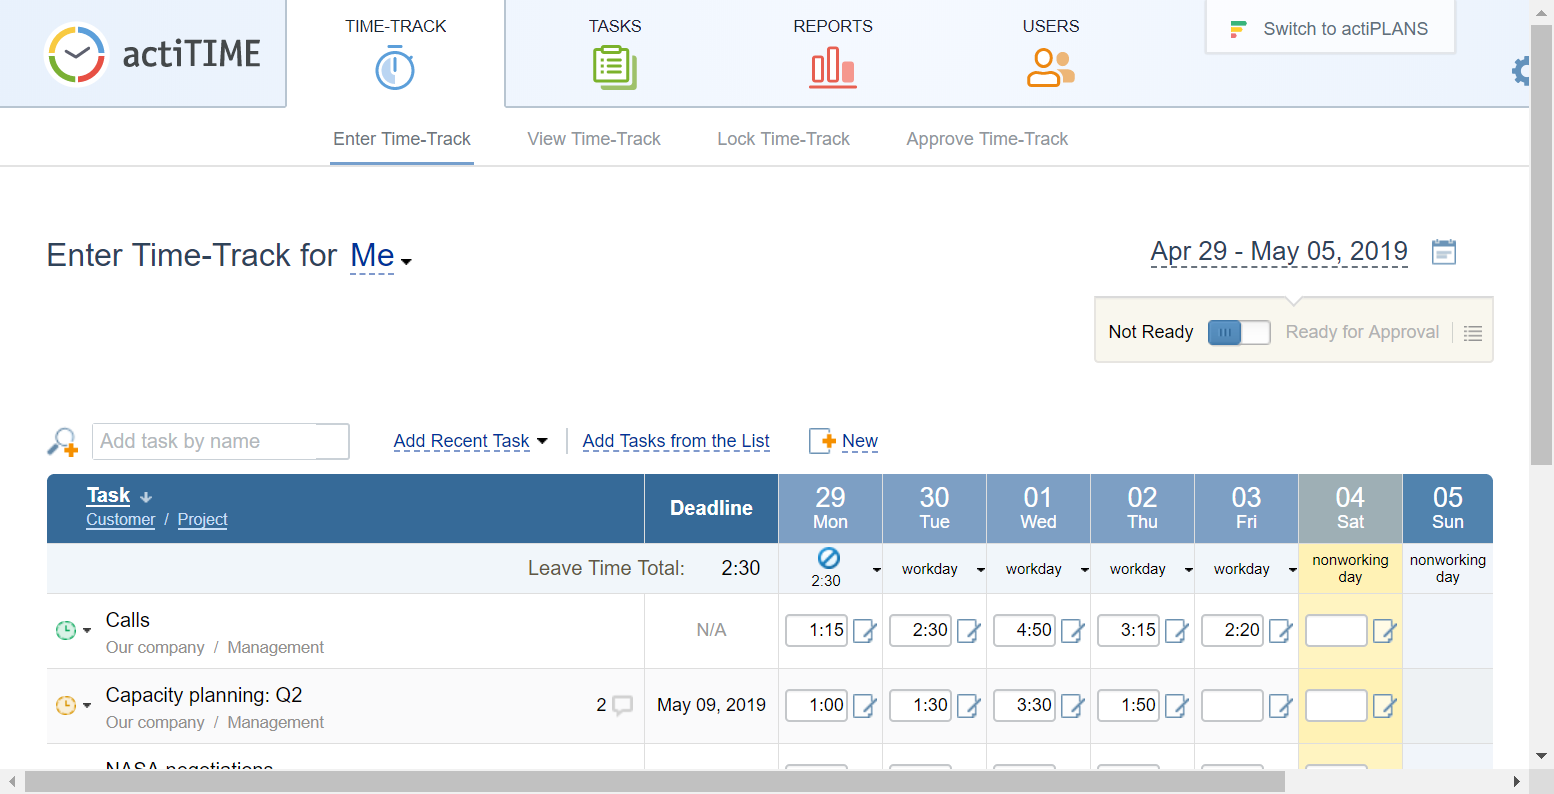 actiTIME
TIME-TRACK
TASKS
REPORTS
USERS
Switch to actiPLANS
Enter Time-Track
View Time-Track
Lock Time-Track
Approve Time-Track
Enter Time-Track for Me
Apr 29 - May 05, 2019
Not Ready
Ready for Approval
Add task by name
Add Recent Task
Add Tasks from the List
New
Task
Customer / Project
Deadline
29 Mon
30 Tue
01 Wed
02 Thu
03 Fri
04 Sat
05 Sun
Leave Time Total: 2:30
2:30
workday
workday
workday
workday
nonworking day
nonworking day
Calls
Our company / Management
N/A
1:15
2:30
4:50
3:15
2:20
Capacity planning: Q2
Our company / Management
2
May 09, 2019
1:00
1:30
3:30
1:50
NASA negotiations